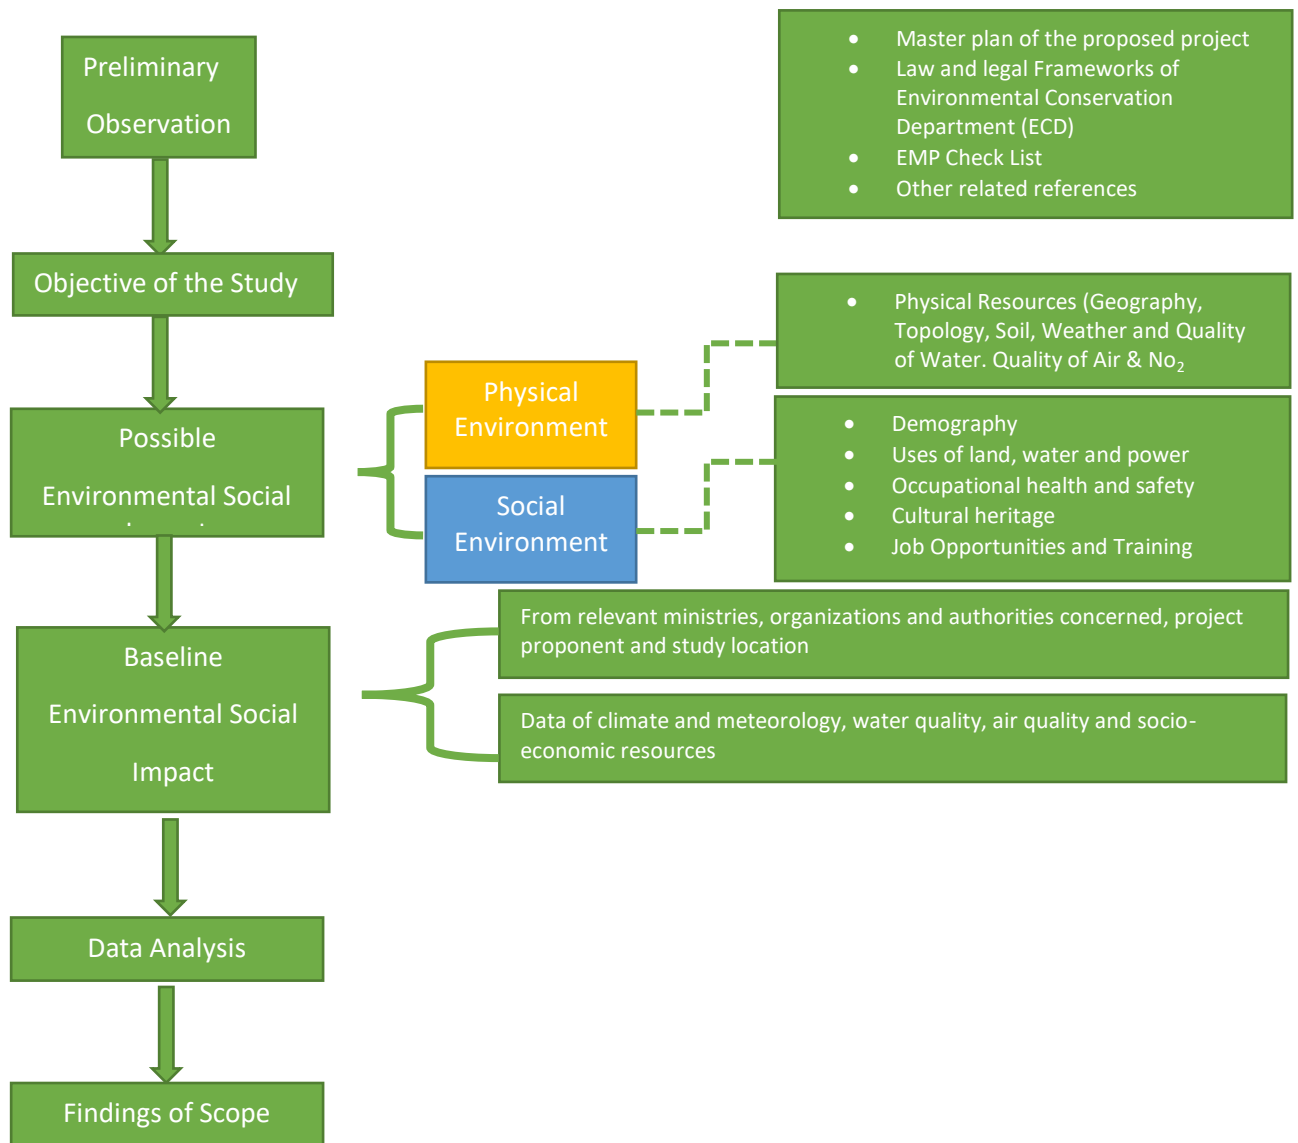 Preliminary
Observation
• Master plan of the proposed project
• Law and legal Frameworks of
Environmental Conservation
Department (ECD)
• EMP Check List
• Other related references
Objective of the Study
• Physical Resources (Geography,
Topology, Soil, Weather and Quality
of Water. Quality of Air & No₂
Possible
Environmental Social
Physical
Environment
Social
Environment
• Demography
• Uses of land, water and power
• Occupational health and safety
• Cultural heritage
• Job Opportunities and Training
Baseline
Environmental Social
Impact
From relevant ministries, organizations and authorities concerned, project
proponent and study location
Data of climate and meteorology, water quality, air quality and socio-
economic resources
Data Analysis
Findings of Scope